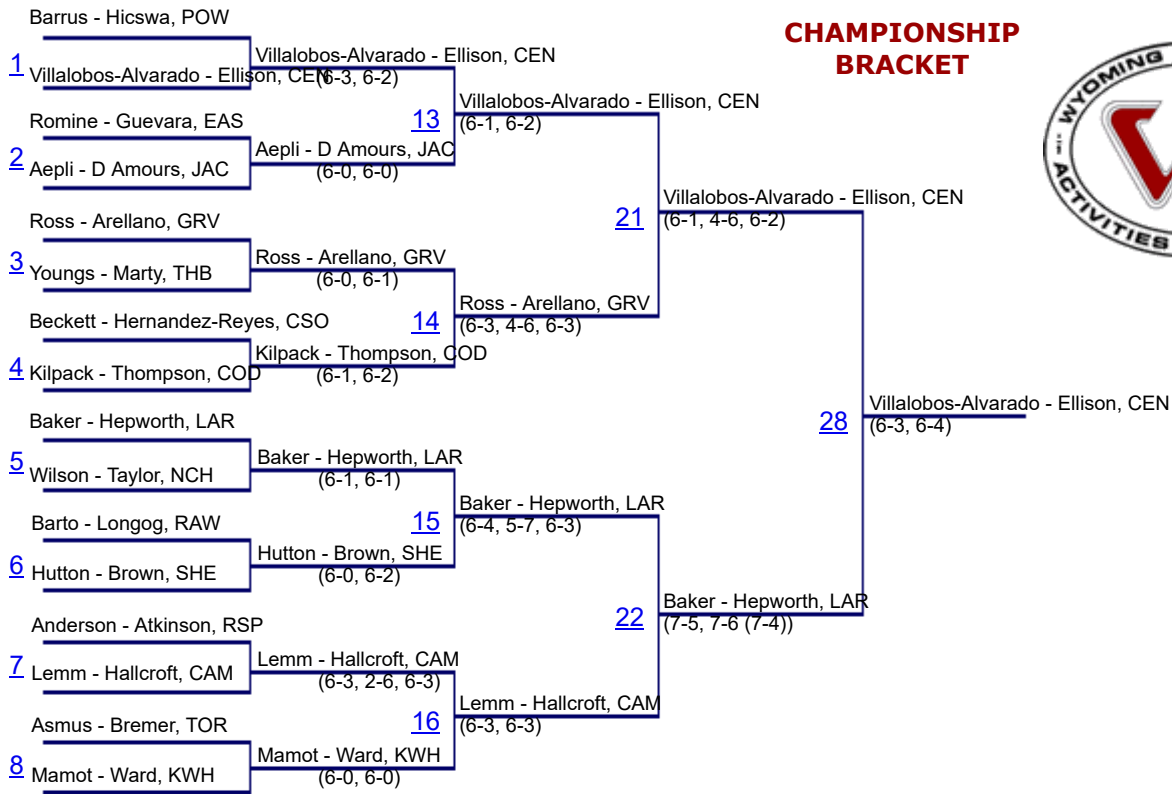 CHAMPIONSHIP
BRACKET
WYOMING
ACTIVITIES
Barrus - Hicswa, POW
1
Villalobos-Alvarado - Ellison, CEN
Villalobos-Alvarado - Ellison, CEN
(6-3, 6-2)
Romine - Guevara, EAS
2
Aepli - D Amours, JAC
Aepli - D Amours, JAC
(6-0, 6-0)
13
Villalobos-Alvarado - Ellison, CEN
(6-1, 6-2)
Ross - Arellano, GRV
3
Youngs - Marty, THB
Ross - Arellano, GRV
(6-0, 6-1)
Beckett - Hernandez-Reyes, CSO
4
Kilpack - Thompson, COD
Kilpack - Thompson, COD
(6-1, 6-2)
14
Ross - Arellano, GRV
(6-3, 4-6, 6-3)
21
Villalobos-Alvarado - Ellison, CEN
(6-1, 4-6, 6-2)
Baker - Hepworth, LAR
5
Wilson - Taylor, NCH
Baker - Hepworth, LAR
(6-1, 6-1)
Barto - Longog, RAW
6
Hutton - Brown, SHE
Hutton - Brown, SHE
(6-0, 6-2)
15
Baker - Hepworth, LAR
(6-4, 5-7, 6-3)
Anderson - Atkinson, RSP
7
Lemm - Hallcroft, CAM
Lemm - Hallcroft, CAM
(6-3, 2-6, 6-3)
Asmus - Bremer, TOR
8
Mamot - Ward, KWH
Mamot - Ward, KWH
(6-0, 6-0)
16
Lemm - Hallcroft, CAM
(6-3, 6-3)
22
Baker - Hepworth, LAR
(7-5, 7-6 (7-4))
28
Villalobos-Alvarado - Ellison, CEN
(6-3, 6-4)